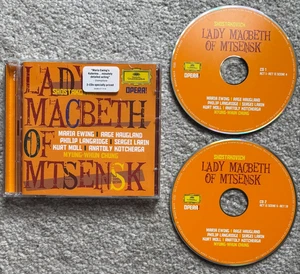 LADY
SHOSTAKOVICH
MACBETH
OPERA!
OF
MARIA EWING | AAGE HAUGLAND
PHILIP LANGRIDGE | SERGEI LARIN
KURT MOLL | ANATOLY KOTCHERGA
MYUNG-WHUN CHUNG
MTSENSK
SHOSTAKOVICH
LADY MACBETH
OF MTSENSK
OPERA!
CD 1
MARIA EWING | AAGE HAUGLAND
PHILIP LANGRIDGE | SERGEI LARIN
KURT MOLL | ANATOLY KOTCHERGA
MYUNG-WHUN CHUNG
SHOSTAKOVICH
LADY MACBETH
OF MTSENSK
OPERA!
CD 2
MARIA EWING | AAGE HAUGLAND
PHILIP LANGRIDGE | SERGEI LARIN
KURT MOLL | ANATOLY KOTCHERGA
MYUNG-WHUN CHUNG